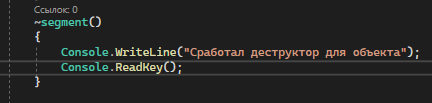 Ссылок: 0
~segment()
{
Console.WriteLine("Сработал деструктор для объекта");
Console.ReadKey();
}